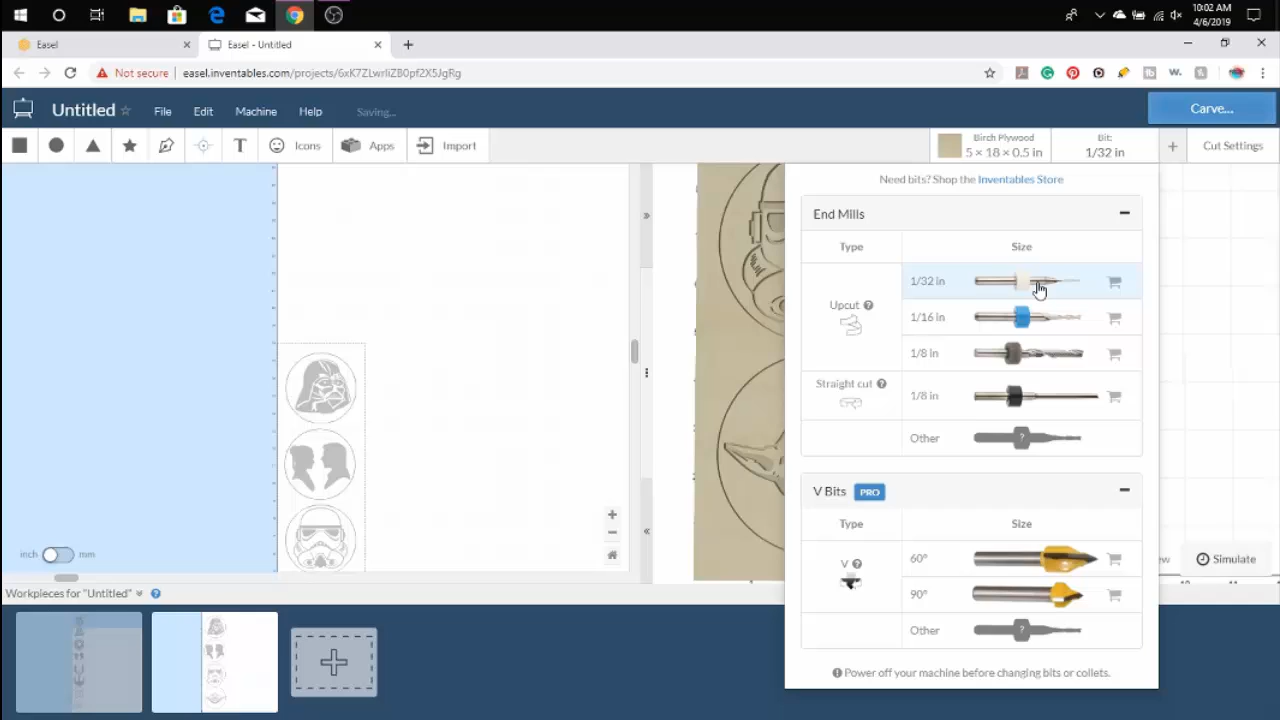 10:02 AM
4/6/2019
Easel
Easel - Untitled
Not secure | easel.inventables.com/projects/6xK7ZLwrIiZB0pf2X5JgRg
Untitled
File Edit Machine Help Saving...
Carve...
Icons Apps Import
Birch Plywood
5 × 18 × 0.5 in
Bit:
1/32 in
+
Cut Settings
Need bits? Shop the Inventables Store
End Mills
Type Size
Upcut
1/32 in
1/16 in
1/8 in
Straight cut
1/8 in
Other
V Bits PRO
Type Size
V
60°
90°
Other
Power off your machine before changing bits or collets.
inch mm
Simulate
Workpieces for "Untitled"